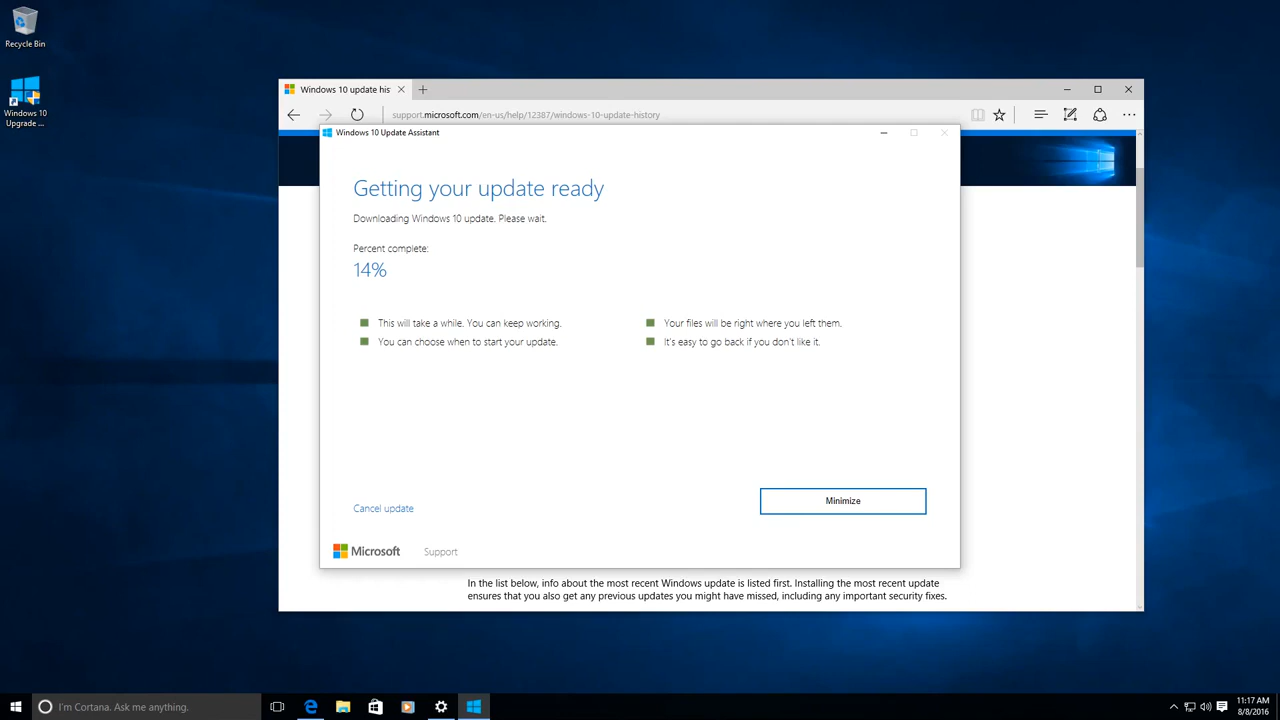 Recycle Bin
Windows 10
Upgrade ...
Windows 10 update his
support.microsoft.com/en-us/help/12387/windows-10-update-history
Windows 10 Update Assistant
Getting your update ready
Downloading Windows 10 update. Please wait.
Percent complete:
14%
This will take a while. You can keep working.
Your files will be right where you left them.
You can choose when to start your update.
It's easy to go back if you don't like it.
Minimize
Cancel update
Microsoft
Support
In the list below, info about the most recent Windows update is listed first. Installing the most recent update
ensures that you also get any previous updates you might have missed, including any important security fixes.
I'm Cortana. Ask me anything.
11:17 AM
8/8/2016